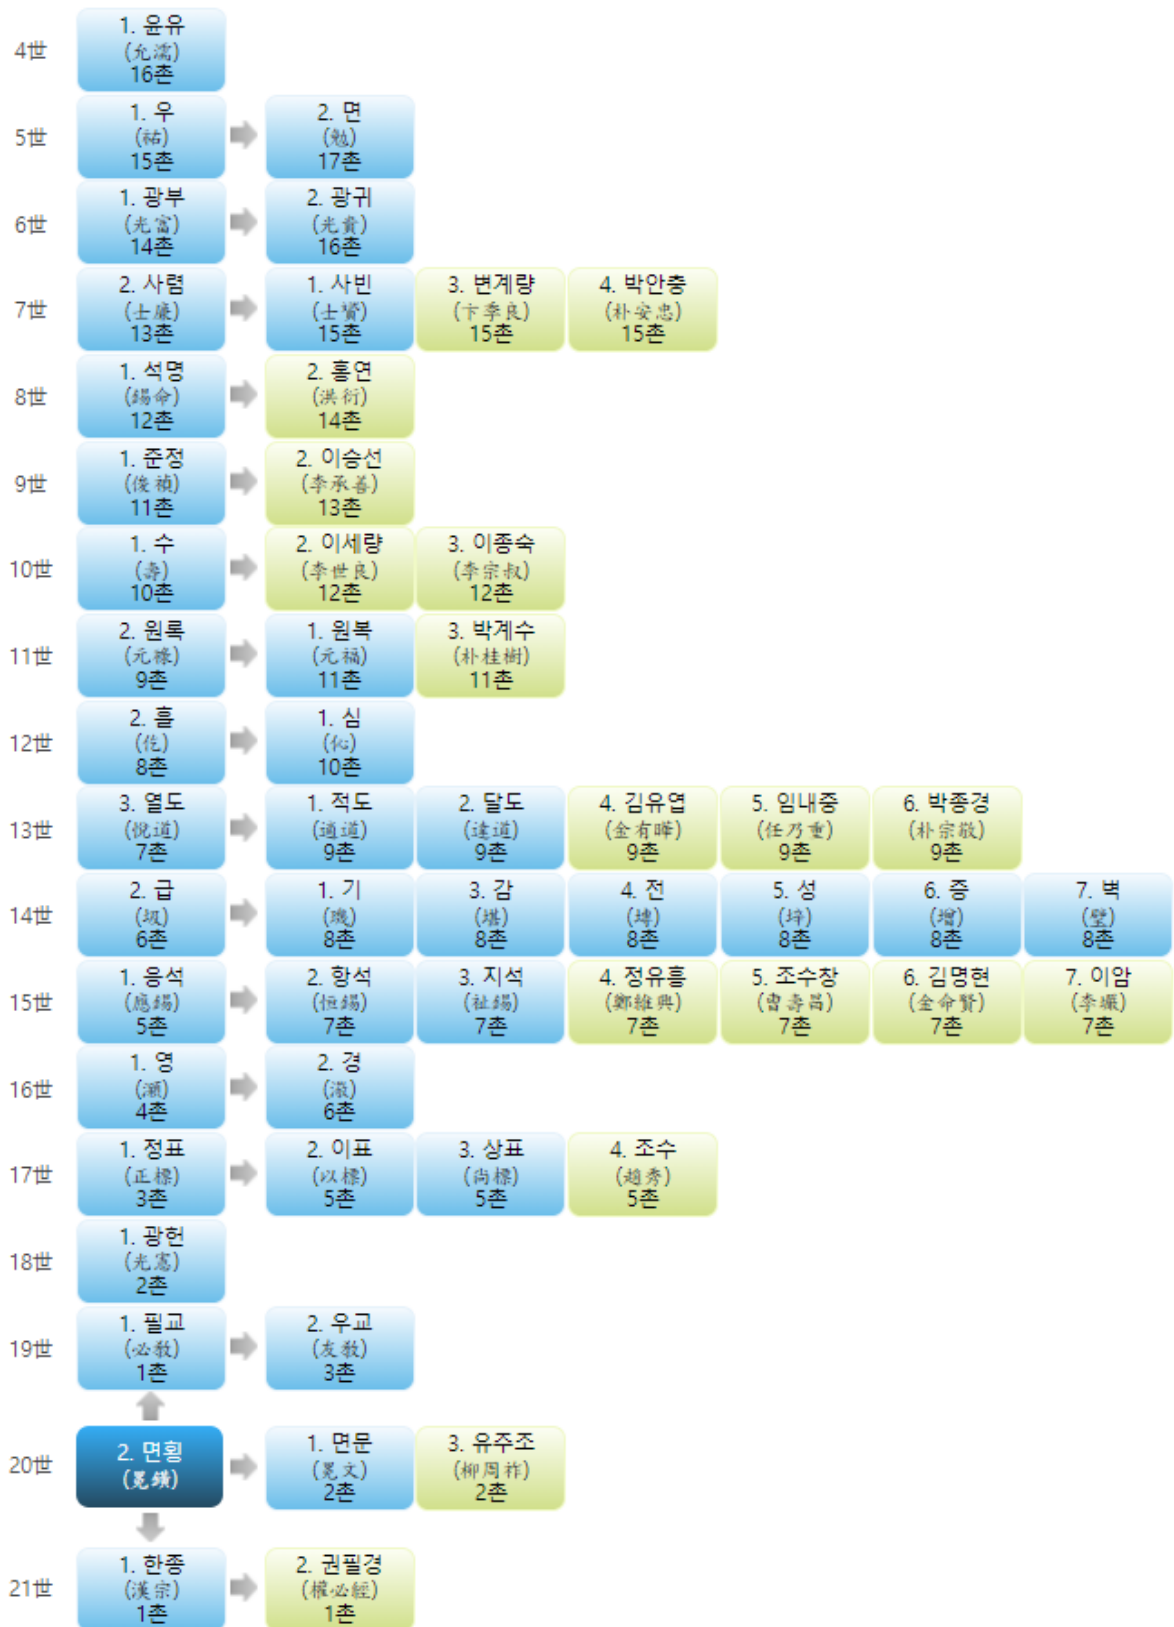 4世
1. 윤유
(允濡)
16촌
5世
1. 우
(祐)
15촌
2. 면
(勉)
17촌
6世
1. 광부
(光富)
14촌
2. 광귀
(光貴)
16촌
7世
2. 사렴
(士廉)
13촌
1. 사빈
(士贇)
15촌
3. 변계량
(卞季良)
15촌
4. 박안충
(朴安忠)
15촌
8世
1. 석명
(錫命)
12촌
2. 홍연
(洪衍)
14촌
9世
1. 준정
(俊禎)
11촌
2. 이승선
(李承善)
13촌
10世
1. 수
(壽)
10촌
2. 이세량
(李世良)
12촌
3. 이종숙
(李宗叔)
12촌
11世
2. 원록
(元祿)
9촌
1. 원복
(元福)
11촌
3. 박계수
(朴桂樹)
11촌
12世
2. 흘
(仡)
8촌
1. 심
(伈)
10촌
13世
3. 열도
(悅道)
7촌
1. 적도
(適道)
9촌
2. 달도
(達道)
9촌
4. 김유엽
(金有曄)
9촌
5. 임내중
(任乃重)
9촌
6. 박종경
(朴宗敬)
9촌
14世
2. 급
(圾)
6촌
1. 기
8촌
3. 감
(堪)
8촌
4. 전
(塼)
8촌
5. 성
(垶)
8촌
6. 증
(增)
8촌
7. 벽
(壁)
8촌
15世
1. 응석
(應錫)
5촌
2. 항석
(恒錫)
7촌
3. 지석
(祉錫)
7촌
4. 정유흥
(鄭維興)
7촌
5. 조수창
(曺壽昌)
7촌
6. 김명현
(金命賢)
7촌
7. 이암
7촌
16世
1. 영
4촌
2. 경
6촌
17世
1. 정표
(正標)
3촌
2. 이표
(以標)
5촌
3. 상표
(尙標)
5촌
4. 조수
(趙秀)
5촌
18世
1. 광헌
(光憲)
2촌
19世
1. 필교
(必敎)
1촌
2. 우교
(友敎)
3촌
20世
2. 면횡
(冕鐄)
1. 면문
(冕文)
2촌
3. 유주조
(柳周祚)
2촌
21世
1. 한종
(漢宗)
1촌
2. 권필경
(權必經)
1촌